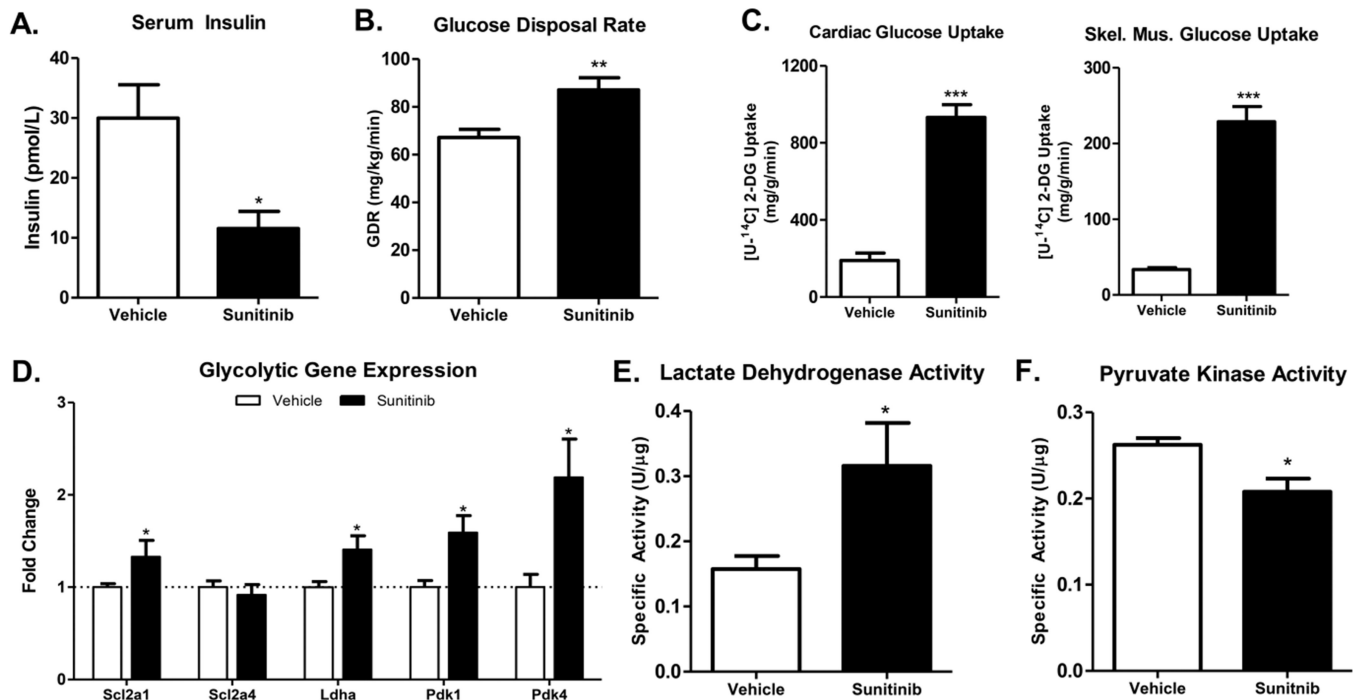 A.
Serum Insulin
Insulin (pmol/L)
40
30
20
10
0
*
Vehicle
Sunitinib
B.
Glucose Disposal Rate
GDR (mg/kg/min)
100
80
60
40
20
0
**
Vehicle
Sunitinib
C.
Cardiac Glucose Uptake
[U-¹⁴C] 2-DG Uptake
(mg/g/min)
1200
900
600
300
0
***
Vehicle
Sunitinib
Skel. Mus. Glucose Uptake
[U-¹⁴C] 2-DG Uptake
(mg/g/min)
300
200
100
0
***
Vehicle
Sunitinib
D.
Glycolytic Gene Expression
Vehicle
Sunitinib
Fold Change
3
2
1
0
*
*
*
*
Scl2a1
Scl2a4
Ldha
Pdk1
Pdk4
E.
Lactate Dehydrogenase Activity
Specific Activity (U/μg)
0.4
0.3
0.2
0.1
0.0
*
Vehicle
Sunitinib
F.
Pyruvate Kinase Activity
Specific Activity (U/μg)
0.3
0.2
0.1
0.0
*
Vehicle
Sunitnib